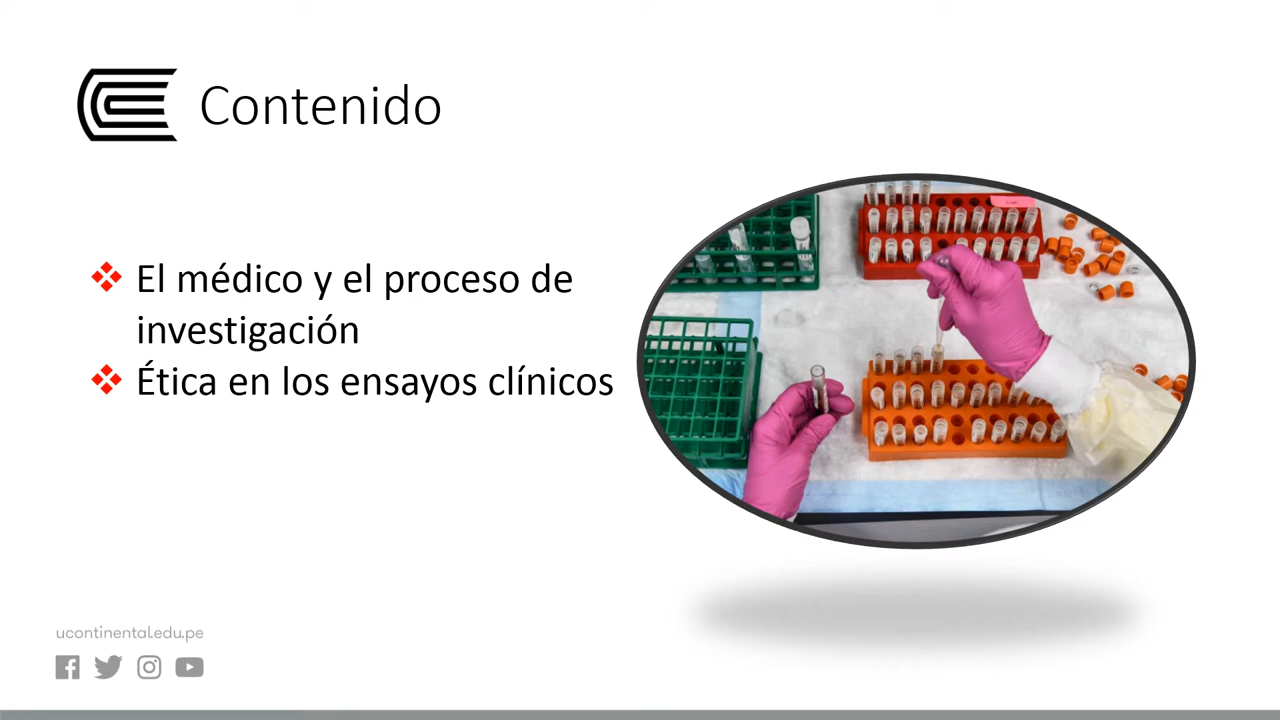 Contenido
El médico y el proceso de
investigación
Ética en los ensayos clínicos
ucontinental.edu.pe